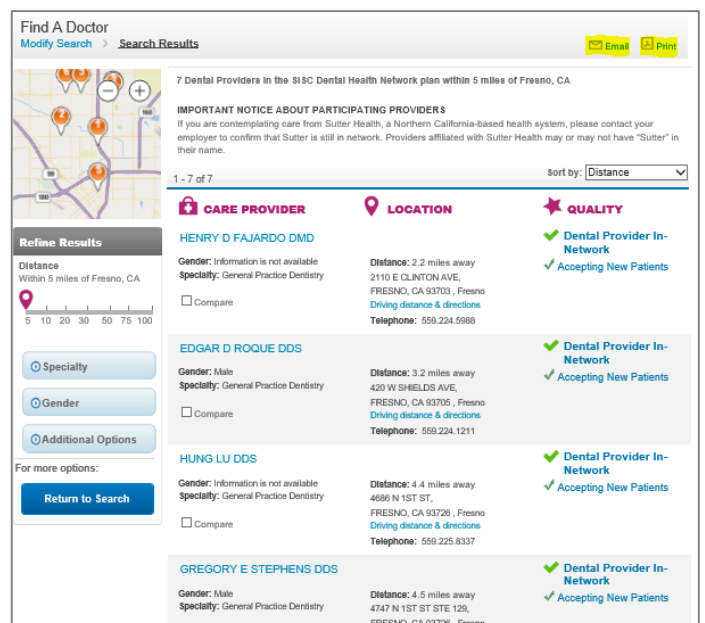 Find A Doctor
Modify Search > Search Results
Email Print
7 Dental Providers in the SISC Dental Health Network plan within 5 miles of Fresno, CA
IMPORTANT NOTICE ABOUT PARTICIPATING PROVIDERS
If you are contemplating care from Sutter Health, a Northern California-based health system, please contact your
employer to confirm that Sutter is still in network. Providers affiliated with Sutter Health may or may not have "Sutter" in
their name.
1 - 7 of 7
Sort by: Distance
168
99
180
CARE PROVIDER LOCATION QUALITY
Refine Results
Distance
Within 5 miles of Fresno, CA
5 10 20 30 50 75 100
Specialty
Gender
Additional Options
For more options:
Return to Search
HENRY D FAJARDO DMD
Gender: Information is not available
Specialty: General Practice Dentistry
Compare
Distance: 2.2 miles away
2110 E CLINTON AVE,
FRESNO, CA 93703 , Fresno
Driving distance & directions
Telephone: 559.224.5988
Dental Provider In-
Network
Accepting New Patients
EDGAR D ROQUE DDS
Gender: Male
Specialty: General Practice Dentistry
Compare
Distance: 3.2 miles away
420 W SHIELDS AVE,
FRESNO, CA 93705 , Fresno
Driving distance & directions
Telephone: 559.224.1211
Dental Provider In-
Network
Accepting New Patients
HUNG LU DDS
Gender: Information is not available
Specialty: General Practice Dentistry
Compare
Distance: 4.4 miles away
4686 N 1ST ST,
FRESNO, CA 93726 , Fresno
Driving distance & directions
Telephone: 559.225.8337
Dental Provider In-
Network
Accepting New Patients
GREGORY E STEPHENS DDS
Gender: Male
Specialty: General Practice Dentistry
Distance: 4.5 miles away
4747 N 1ST ST STE 129,
FRESNO, CA 93726 , Fresno
Dental Provider In-
Network
Accepting New Patients